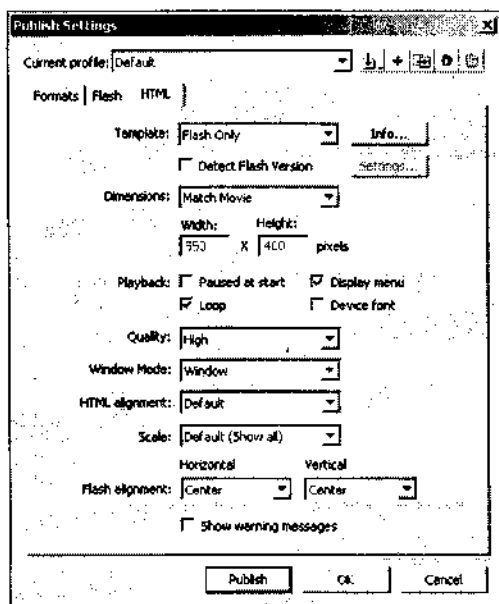 Publish Settings
Current profile: Default
Formats Flash HTML
Template: Flash Only Info...
Detect Flash Version Settings...
Dimensions: Match Movie
Width: Height:
550 X 400 pixels
Playback: Paused at start Display menu
Loop Device font
Quality: High
Window Mode: Window
HTML alignment: Default
Scale: Default (Show all)
Horizontal Vertical
Flash alignment: Center Center
Show warning messages
Publish OK Cancel